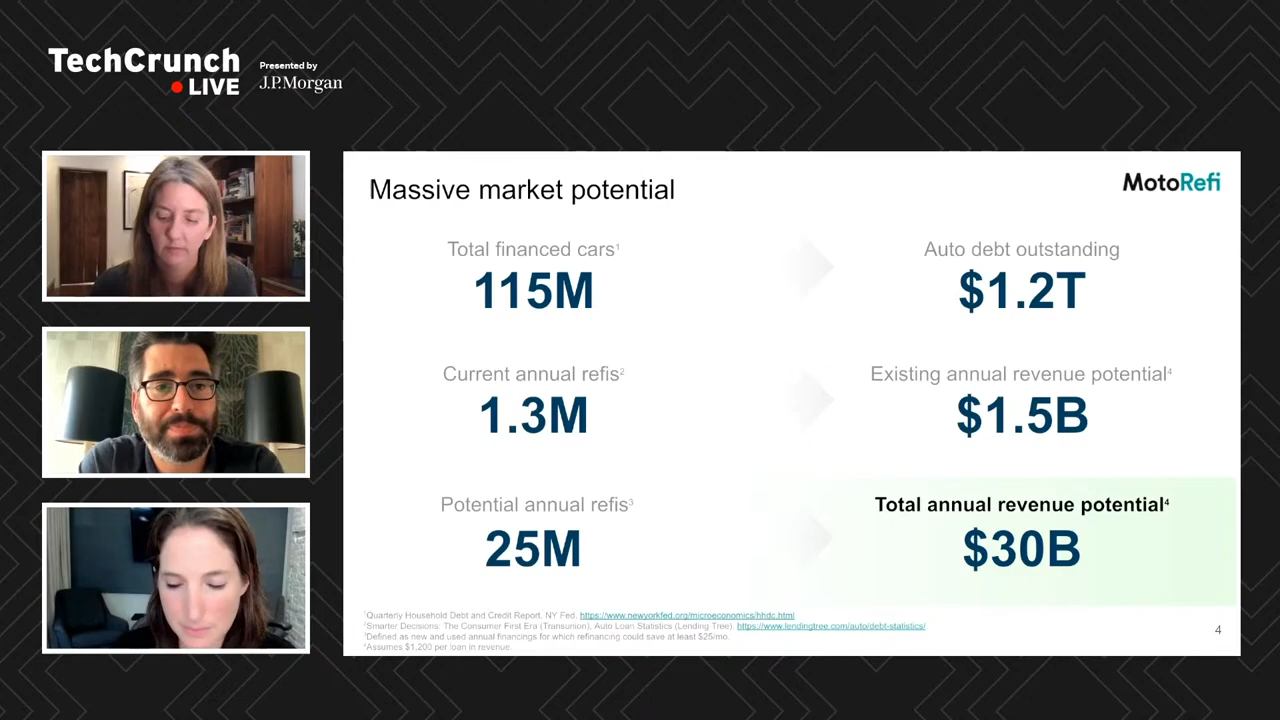 TechCrunch
LIVE
Presented by
J.P.Morgan
Massive market potential
MotoRefi
Total financed cars¹
115M
Auto debt outstanding
$1.2T
Current annual refis²
1.3M
Existing annual revenue potential⁴
$1.5B
Potential annual refis³
25M
Total annual revenue potential⁴
$30B
¹Quarterly Household Debt and Credit Report. NY Fed. https://www.newyorkfed.org/microeconomics/hhdc.html
²Smarter Decisions: The Consumer First Era (Transunion), Auto Loan Statistics (Lending Tree). https://www.lendingtree.com/auto/debt-statistics/
³Defined as new and used annual financings for which refinancing could save at least $25/mo.
⁴Assumes $1,200 per loan in revenue.
4